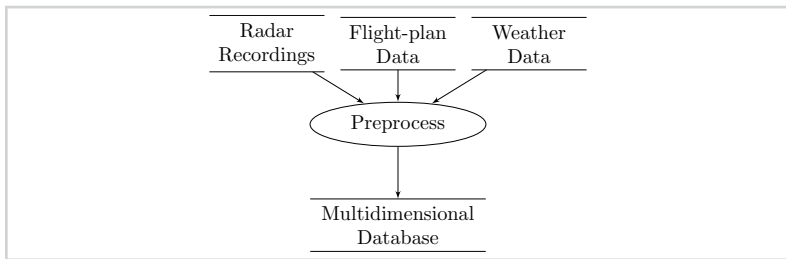 Radar
Recordings
Flight-plan
Data
Weather
Data
Preprocess
Multidimensional
Database